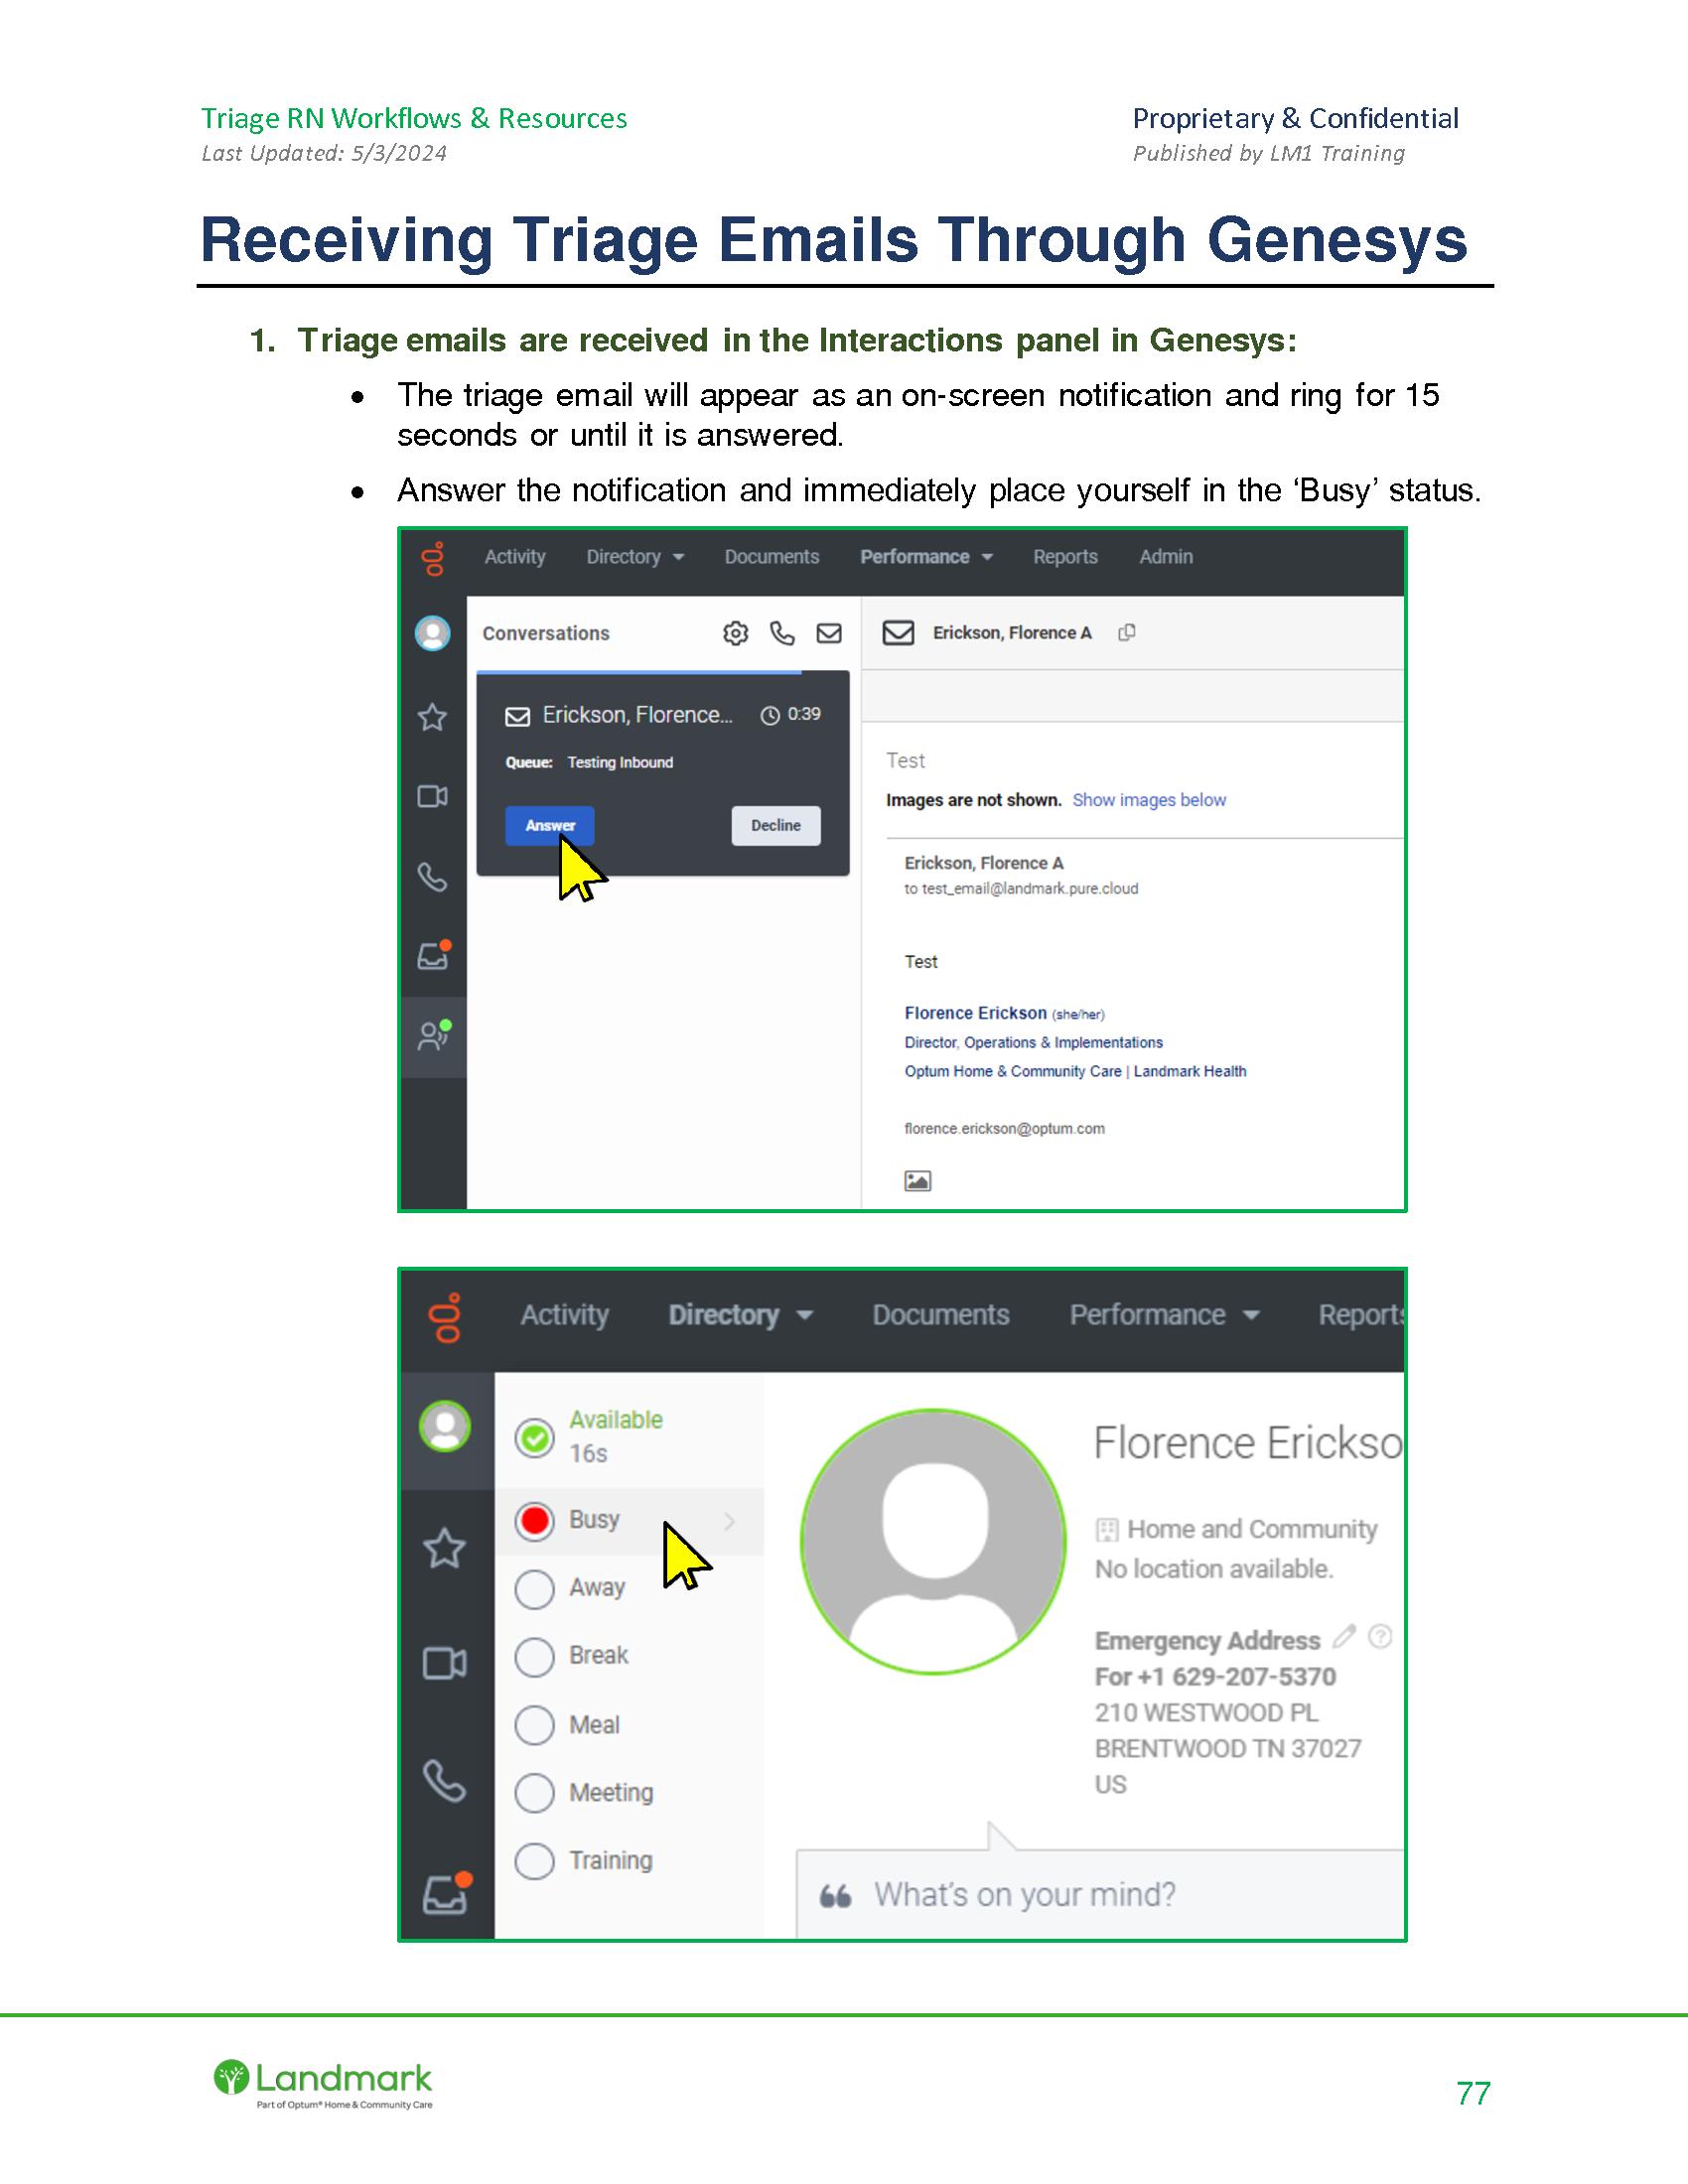 Triage RN Workflows & Resources
Proprietary & Confidential
Last Updated: 5/3/2024
Published by LM1 Training
Receiving Triage Emails Through Genesys
1. Triage emails are received in the Interactions panel in Genesys:
• The triage email will appear as an on-screen notification and ring for 15
seconds or until it is answered.
• Answer the notification and immediately place yourself in the ‘Busy’ status.
Activity Directory Documents Performance Reports Admin
Conversations
Erickson, Florence A
Erickson, Florence... 0:39
Queue: Testing Inbound
Answer Decline
Test
Images are not shown. Show images below
Erickson, Florence A
to test_email@landmark.pure.cloud
Test
Florence Erickson (she/her)
Director, Operations & Implementations
Optum Home & Community Care | Landmark Health
florence.erickson@optum.com
Activity Directory Documents Performance Reports
Available
16s
Busy
Away
Break
Meal
Meeting
Training
Florence Erickso
Home and Community
No location available.
Emergency Address
For +1 629-207-5370
210 WESTWOOD PL
BRENTWOOD TN 37027
US
What's on your mind?
Landmark
Part of Optum® Home & Community Care
77